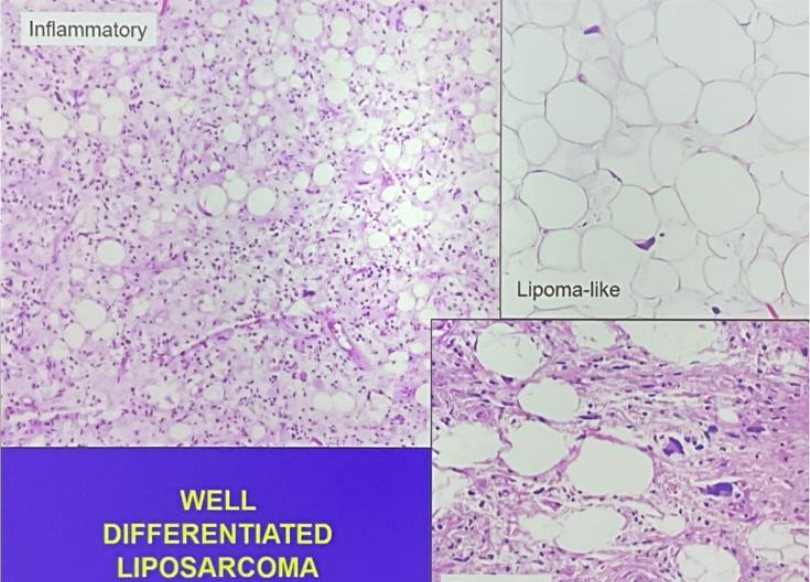 Inflammatory
Lipoma-like
WELL
DIFFERENTIATED
LIPOSARCOMA